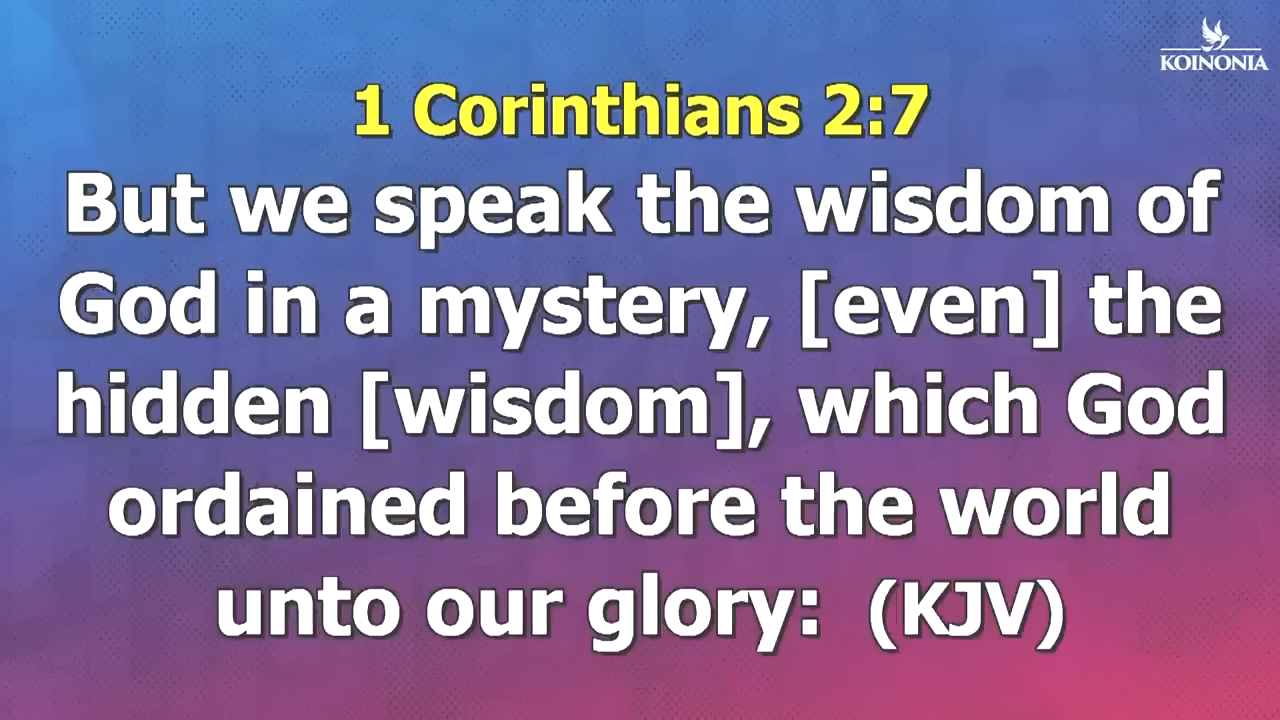 KOINONIA
1 Corinthians 2:7
But we speak the wisdom of
God in a mystery, [even] the
hidden [wisdom], which God
ordained before the world
unto our glory: (KJV)